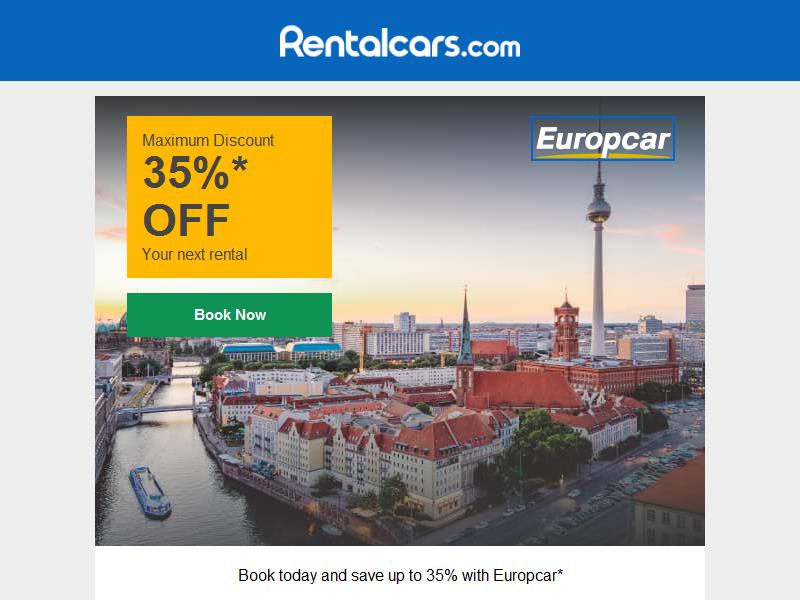 Rentalcars.com
Maximum Discount
35%*
OFF
Your next rental
Europcar
Book Now
Book today and save up to 35% with Europcar*